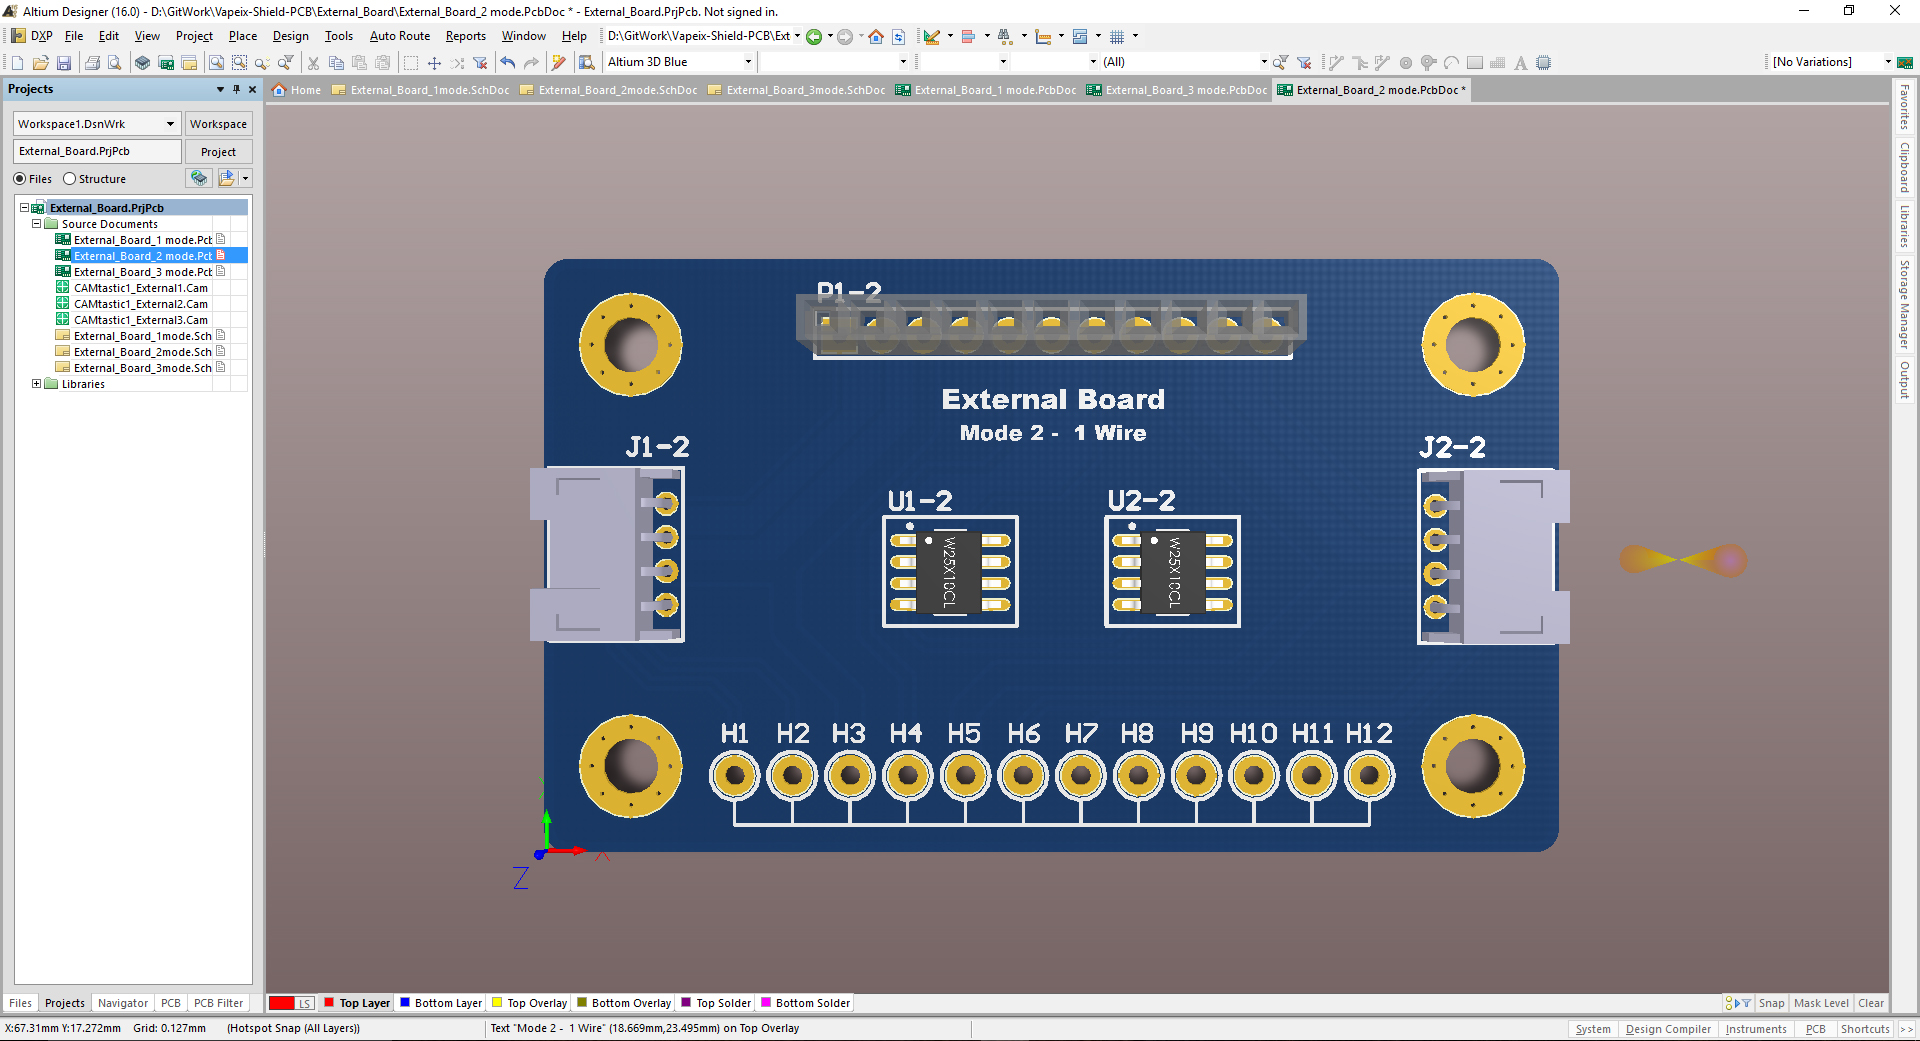 Altium Designer (16.0) - D:\GitWork\Vapeix-Shield-PCB\External_Board\External_Board_2 mode.PcbDoc * - External_Board.PrjPcb. Not signed in.
DXP File Edit View Project Place Design Tools Auto Route Reports Window Help D:\GitWork\Vapeix-Shield-PCB\Ext
Altium 3D Blue (All) [No Variations]
Projects
Home External_Board_1mode.SchDoc External_Board_2mode.SchDoc External_Board_3mode.SchDoc External_Board_1 mode.PcbDoc External_Board_3 mode.PcbDoc External_Board_2 mode.PcbDoc *
Workspace1.DsnWrk Workspace
External_Board.PrjPcb Project
Files Structure
External_Board.PrjPcb
Source Documents
External_Board_1 mode.Pcb
External_Board_2 mode.Pcb
External_Board_3 mode.Pcb
CAMtastic1_External1.Cam
CAMtastic1_External2.Cam
CAMtastic1_External3.Cam
External_Board_1mode.Sch
External_Board_2mode.Sch
External_Board_3mode.Sch
Libraries
P1-2
External Board
Mode 2 - 1 Wire
J1-2
J2-2
U1-2
U2-2
W25X10CL
W25X10CL
H1 H2 H3 H4 H5 H6 H7 H8 H9 H10 H11 H12
X
Z
Favorites
Clipboard
Libraries
Storage Manager
Output
Files Projects Navigator PCB PCB Filter
LS Top Layer Bottom Layer Top Overlay Bottom Overlay Top Solder Bottom Solder
Snap Mask Level Clear
X:67.31mm Y:17.272mm Grid: 0.127mm (Hotspot Snap (All Layers)) Text "Mode 2 - 1 Wire" (18.669mm,23.495mm) on Top Overlay
System Design Compiler Instruments PCB Shortcuts >>